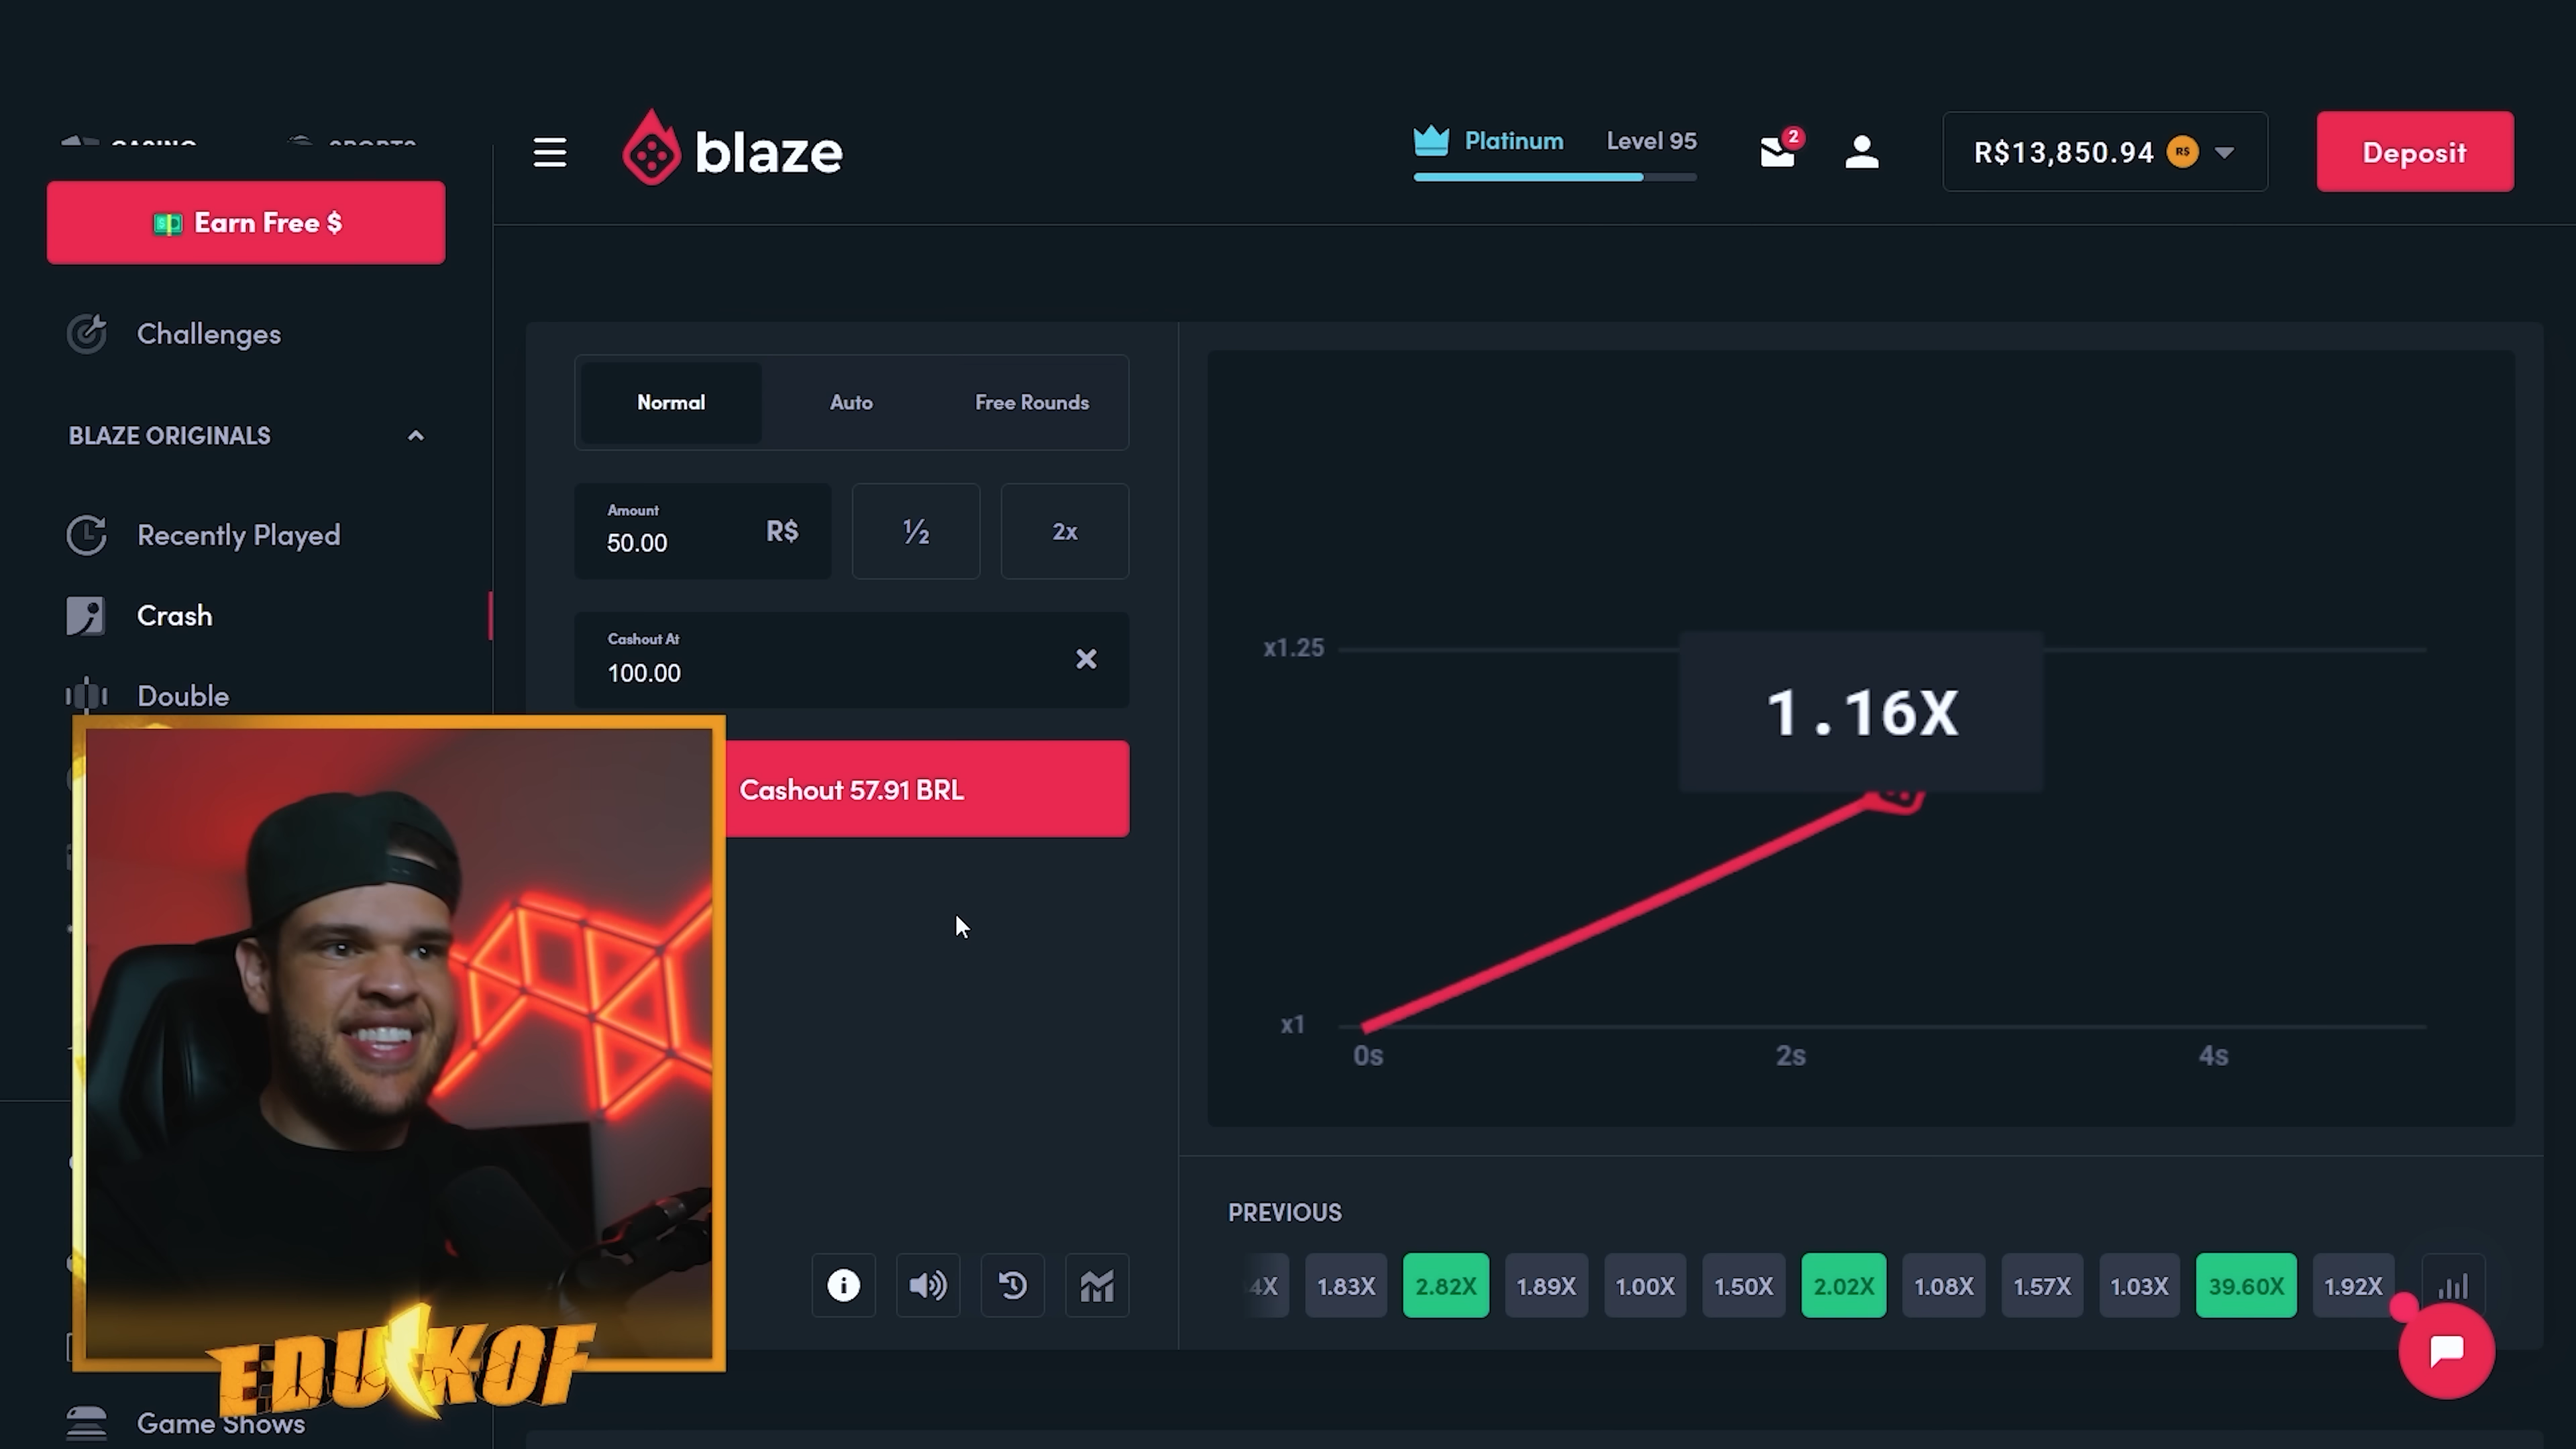 CASINO
SPORTS
Earn Free $
Challenges
BLAZE ORIGINALS
Recently Played
Crash
Double
Game Shows
blaze
Platinum
Level 95
2
R$13,850.94
R$
Deposit
Normal
Auto
Free Rounds
Amount
50.00
R$
½
2x
Cashout At
100.00
Cashout 57.91 BRL
x1.25
1.16X
x1
0s
2s
4s
PREVIOUS
4X
1.83X
2.82X
1.89X
1.00X
1.50X
2.02X
1.08X
1.57X
1.03X
39.60X
1.92X
EDUKOF